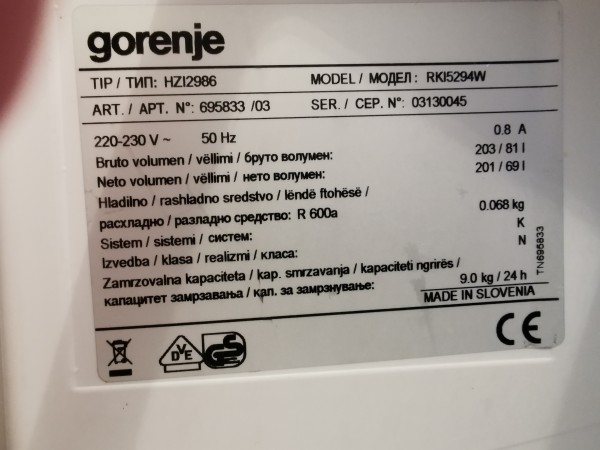 gorenje
TIP / ТИП: HZI2986 MODEL / МОДЕЛ : RKI5294W
ART. / АРТ. N°: 695833 /03 SER. / СЕР. N°: 03130045
220-230 V ~ 50 Hz 0.8 A
Bruto volumen / vëllimi / бруто волумен: 203 / 81 l
Neto volumen / vëllimi / нето волумен: 201 / 69 l
Hladilno / rashladno sredstvo / lëndë ftohësë /
расхладно / разладно средство: R 600a 0.068 kg
Sistem / sistemi / систем: K
Izvedba / klasa / realizmi / класа: N
Zamrzovalna kapaciteta / kap. smrzavanja / kapaciteti ngrirës /
капацитет замрзавања / кап. за замрзнување: 9.0 kg / 24 h
MADE IN SLOVENIA
TN695833
DVE GS CE